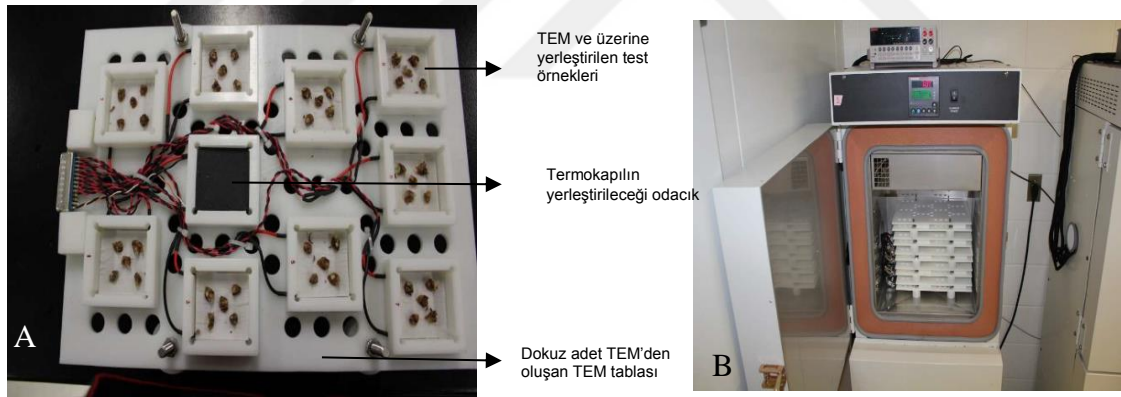 TEM ve üzerine
yerleştirilen test
örnekleri
Termokapılın
yerleştirileceği odacık
Dokuz adet TEM'den
oluşan TEM tablası
A
B